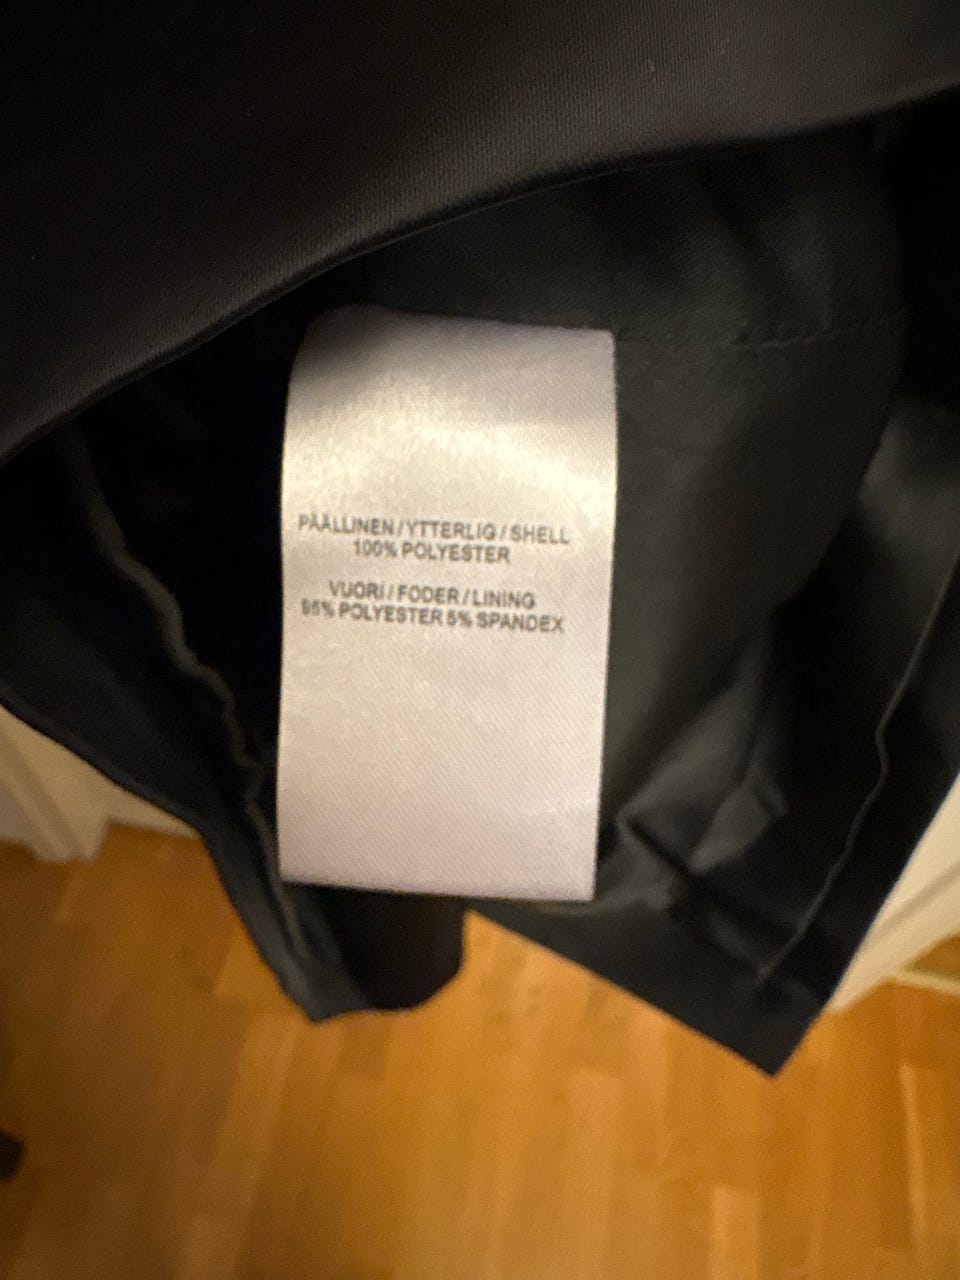 PÄÄLLINEN / YTTERLIG / SHELL
100% POLYESTER
VUORI / FODER / LINING
95% POLYESTER 5% SPANDEX